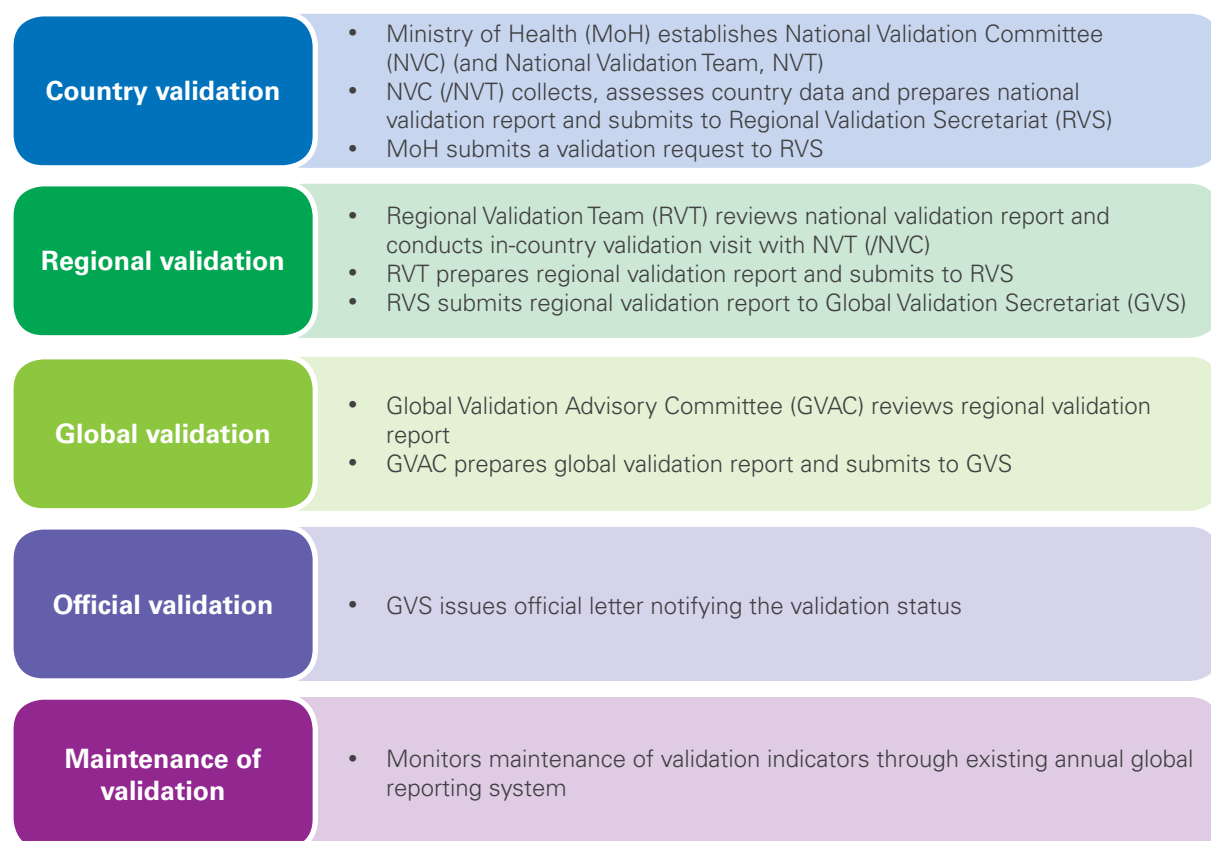 Country validation
• Ministry of Health (MoH) establishes National Validation Committee
(NVC) (and National Validation Team, NVT)
• NVC (/NVT) collects, assesses country data and prepares national
validation report and submits to Regional Validation Secretariat (RVS)
• MoH submits a validation request to RVS
Regional validation
• Regional Validation Team (RVT) reviews national validation report and
conducts in-country validation visit with NVT (/NVC)
• RVT prepares regional validation report and submits to RVS
• RVS submits regional validation report to Global Validation Secretariat (GVS)
Global validation
• Global Validation Advisory Committee (GVAC) reviews regional validation
report
• GVAC prepares global validation report and submits to GVS
Official validation
• GVS issues official letter notifying the validation status
Maintenance of
validation
• Monitors maintenance of validation indicators through existing annual global
reporting system